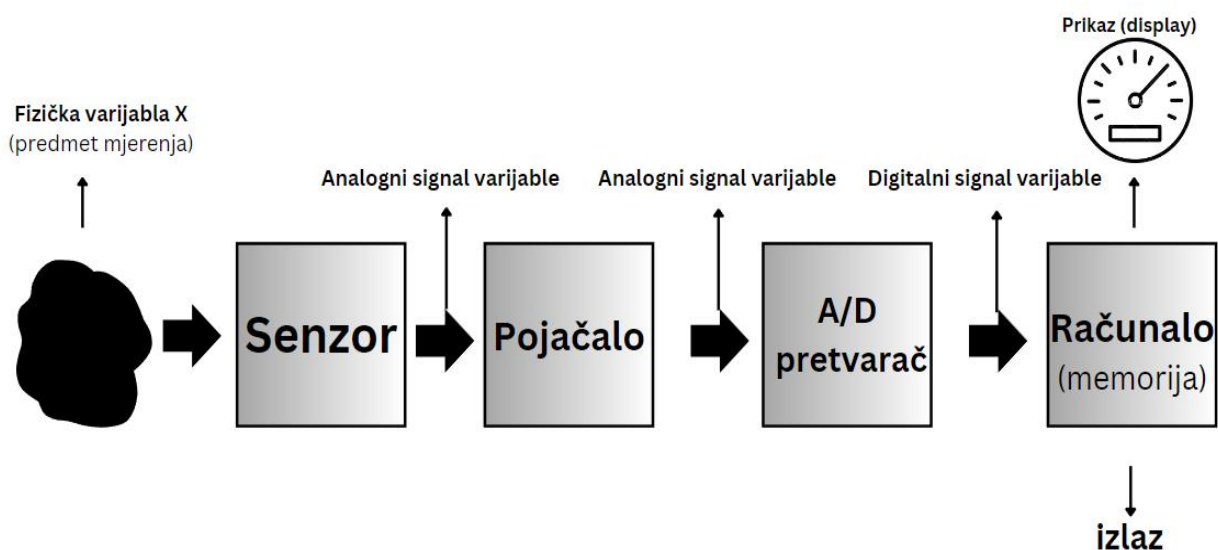 Prikaz (display)
Fizička varijabla X
(predmet mjerenja)
Analogni signal varijable
Analogni signal varijable
Digitalni signal varijable
Senzor
Pojačalo
A/D
pretvarač
Računalo
(memorija)
izlaz